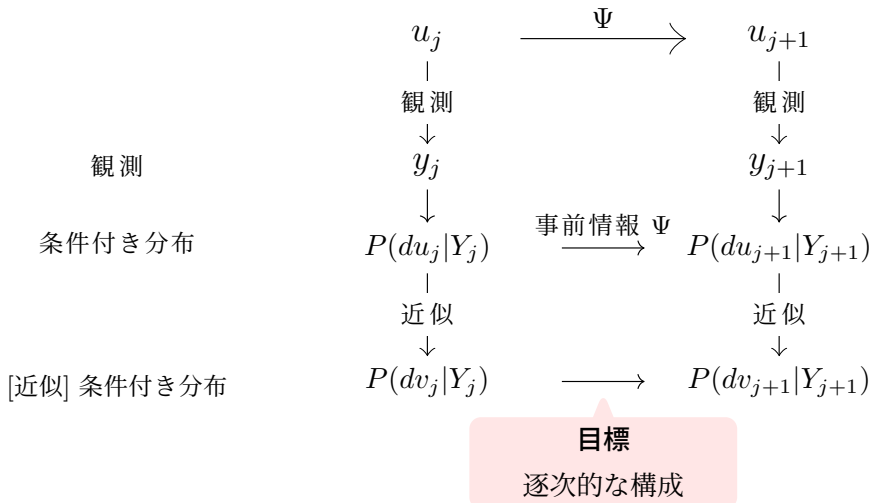 Ψ
u_j u_{j+1}
観測 観測
観測 y_j y_{j+1}
事前情報 Ψ
条件付き分布 P(du_j|Y_j) P(du_{j+1}|Y_{j+1})
近似 近似
[近似] 条件付き分布 P(dv_j|Y_j) P(dv_{j+1}|Y_{j+1})
目標
逐次的な構成